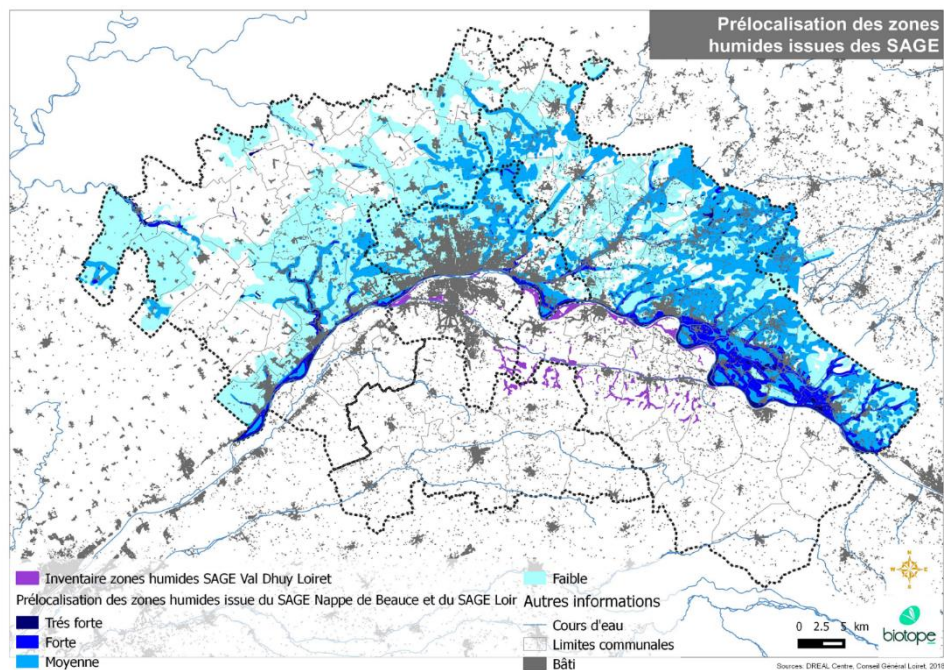 Prélocalisation des zones
humides issues des SAGE
Inventaire zones humides SAGE Val Dhuy Loiret
Prélocalisation des zones humides issue du SAGE Nappe de Beauce et du SAGE Loir
Trés forte
Forte
Moyenne
Faible
Autres informations
Cours d'eau
Limites communales
Bâti
0 2.5 5 km
N
biotope
Sources: DREAL Centre, Conseil Général Loiret,